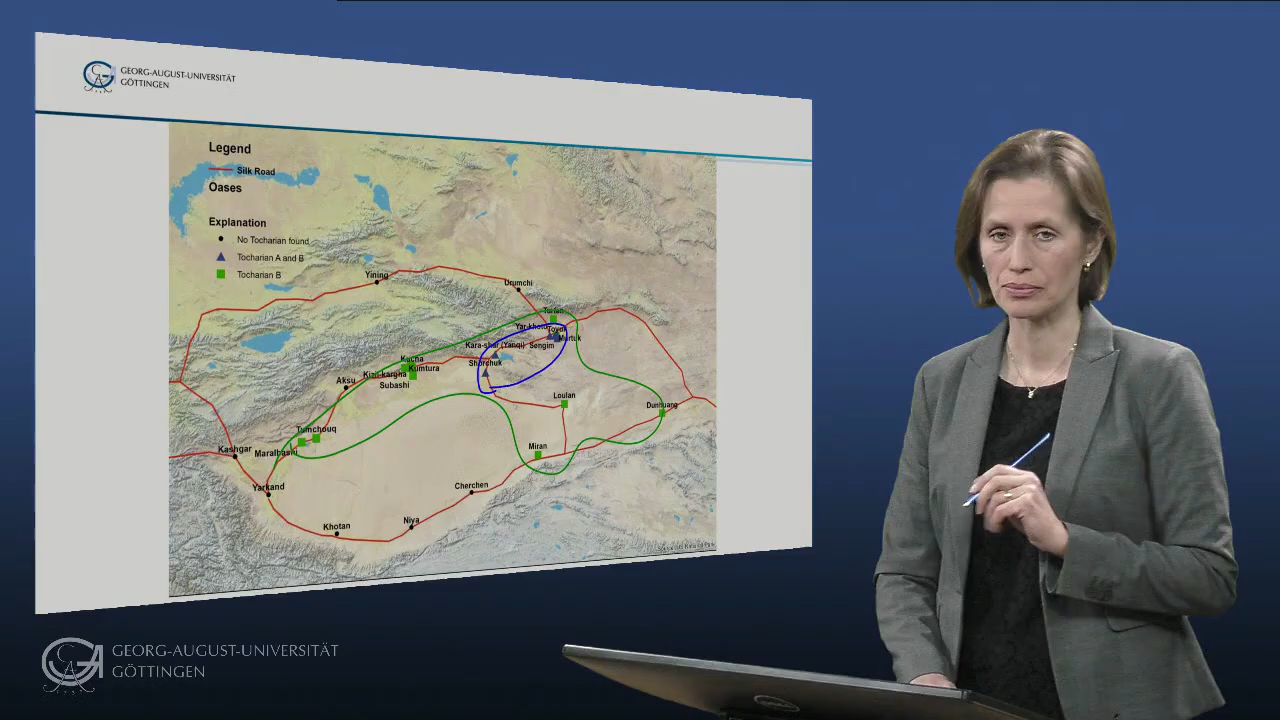 GEORG-AUGUST-UNIVERSITÄT
GÖTTINGEN
Legend
Silk Road
Oases
Explanation
No Tocharian found
Tocharian A and B
Tocharian B
Yining
Urumchi
Turfan
Yar-khoto
Toyok
Murtuk
Sengim
Kara-shar (Yanqi)
Shorchuk
Kucha
Kumtura
Kizil-kargha
Subashi
Aksu
Loulan
Dunhuang
Tumchouq
Maralbashi
Kashgar
Miran
Yarkand
Cherchen
Niya
Khotan
GEORG-AUGUST-UNIVERSITÄT
GÖTTINGEN
DELL